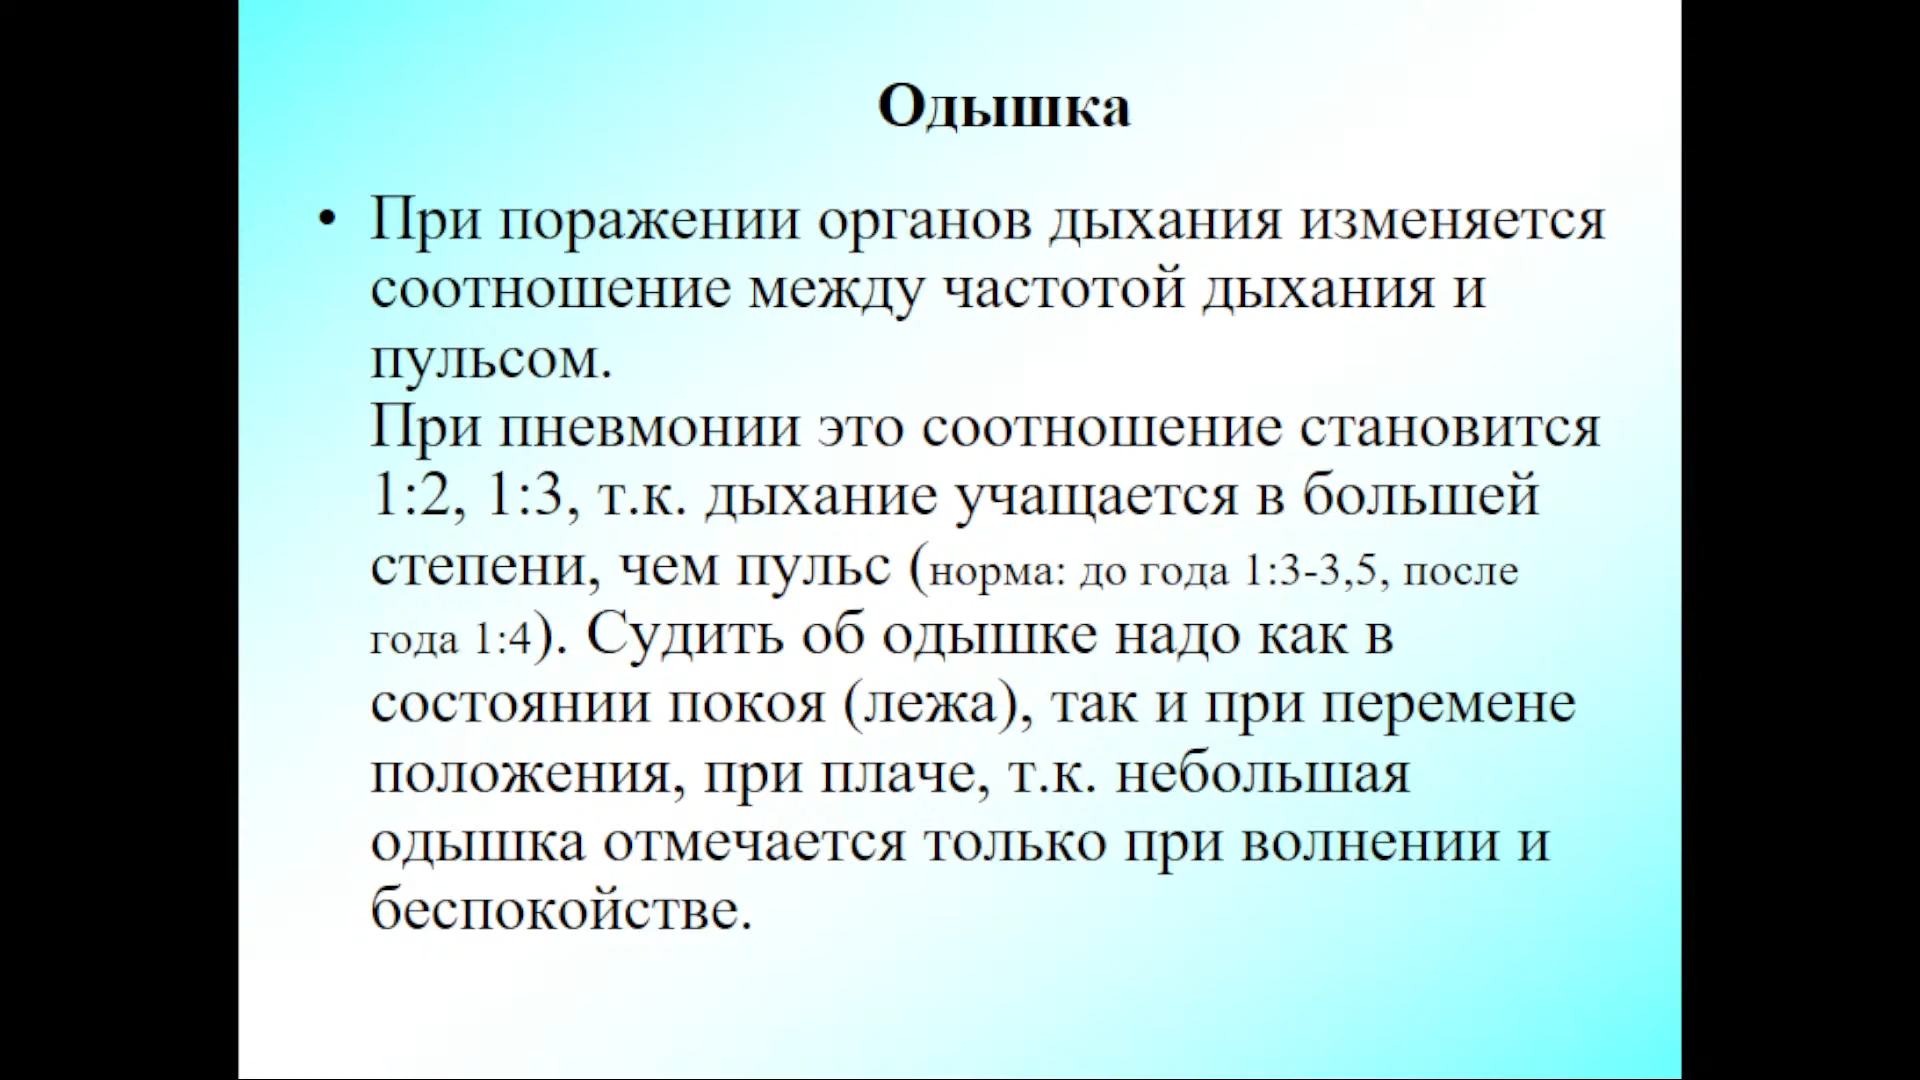 Одышка
• При поражении органов дыхания изменяется
соотношение между частотой дыхания и
пульсом.
При пневмонии это соотношение становится
1:2, 1:3, т.к. дыхание учащается в большей
степени, чем пульс (норма: до года 1:3-3,5, после
года 1:4). Судить об одышке надо как в
состоянии покоя (лежа), так и при перемене
положения, при плаче, т.к. небольшая
одышка отмечается только при волнении и
беспокойстве.